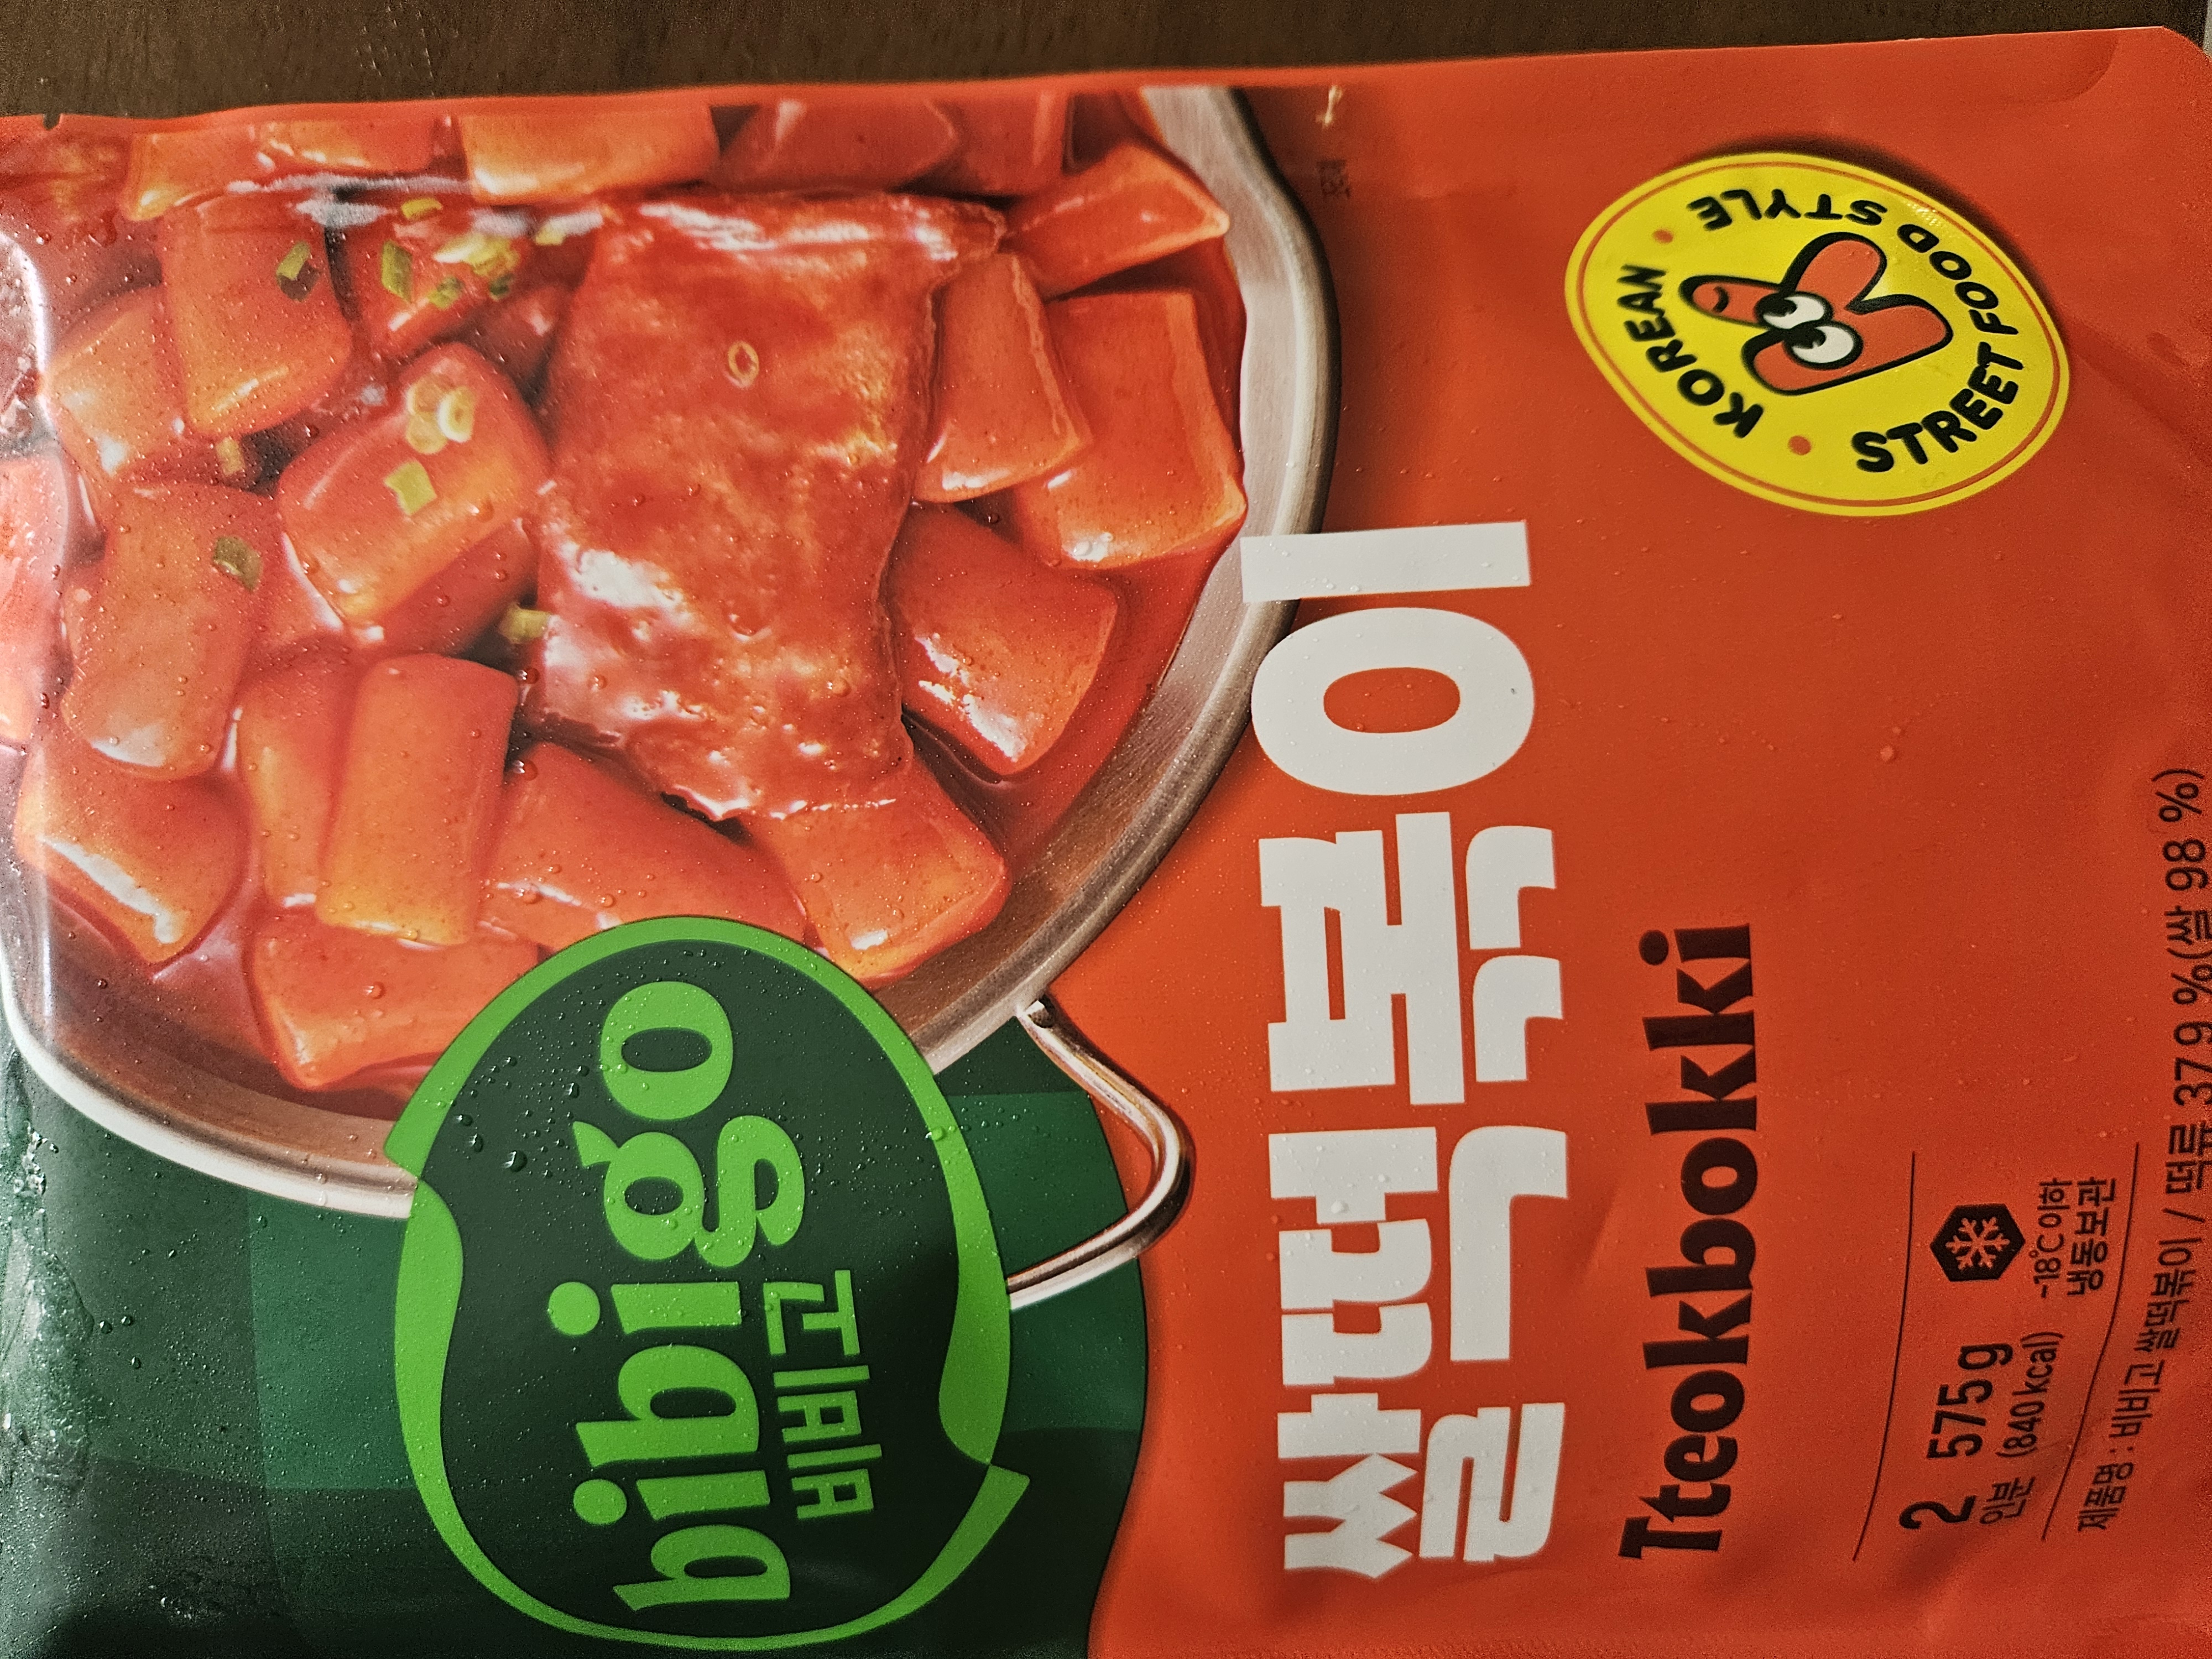 bibigo
비비고
쌀떡볶이
Tteokbokki
KOREAN
STREET FOOD STYLE
2인분 575 g (840 kcal)
-18℃이하
냉동보관
제품명 : 비비고 쌀떡볶이 / 떡류 37.9 %(쌀 98 %)